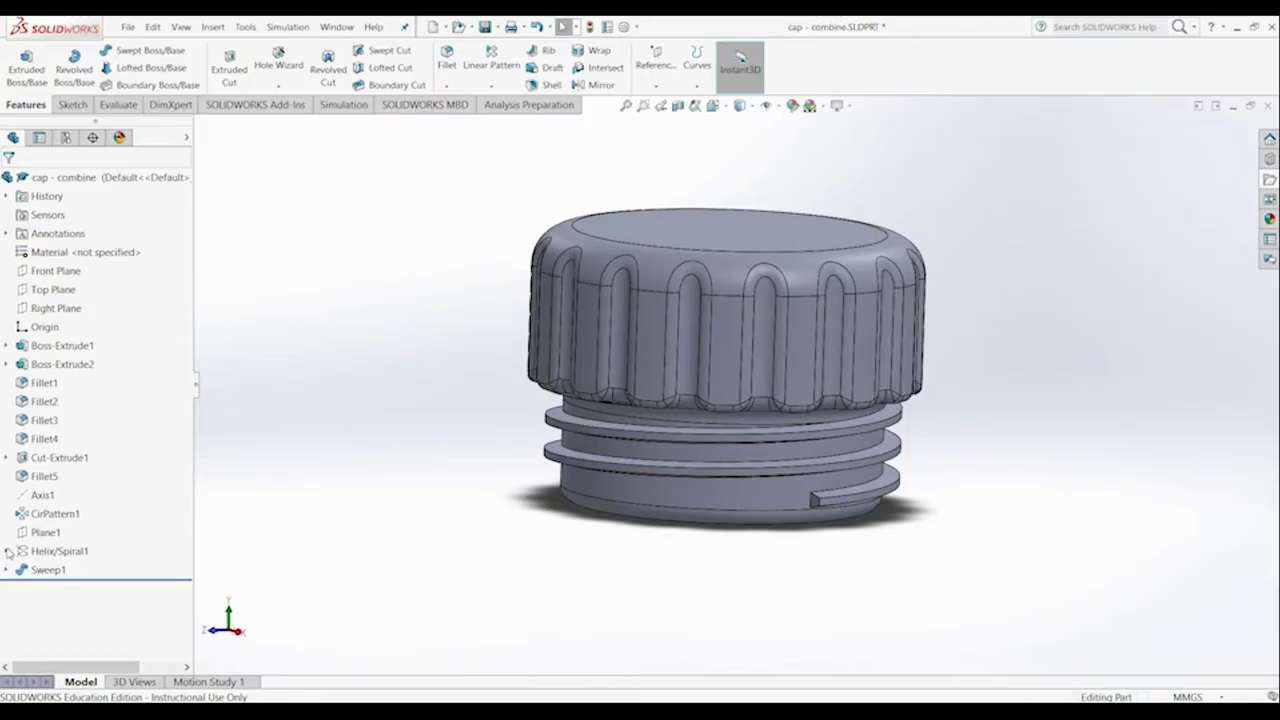 SOLIDWORKS File Edit View Insert Tools Simulation Window Help cap - combine.SLDPRT * Search SOLIDWORKS Help ?
Extruded Boss/Base
Revolved Boss/Base
Swept Boss/Base
Lofted Boss/Base
Boundary Boss/Base
Extruded Cut
Hole Wizard
Revolved Cut
Swept Cut
Lofted Cut
Boundary Cut
Fillet
Linear Pattern
Rib
Draft
Shell
Wrap
Intersect
Mirror
Referenc...
Curves
Instant3D
Features Sketch Evaluate DimXpert SOLIDWORKS Add-Ins Simulation SOLIDWORKS MBD Analysis Preparation
cap - combine (Default<<Default>_
History
Sensors
Annotations
Material <not specified>
Front Plane
Top Plane
Right Plane
Origin
Boss-Extrude1
Boss-Extrude2
Fillet1
Fillet2
Fillet3
Fillet4
Cut-Extrude1
Fillet5
Axis1
CirPattern1
Plane1
Helix/Spiral1
Sweep1
Y
Z X
Model 3D Views Motion Study 1
SOLIDWORKS Education Edition - Instructional Use Only Editing Part MMGS